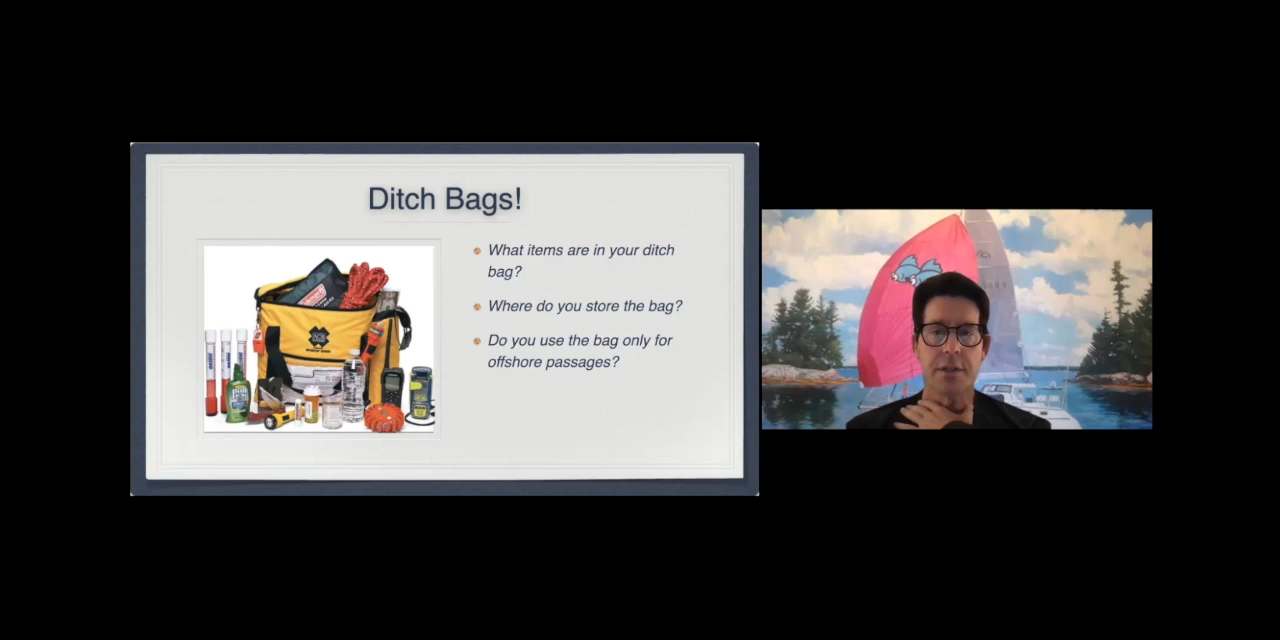 Ditch Bags!
What items are in your ditch
bag?
Where do you store the bag?
Do you use the bag only for
offshore passages?